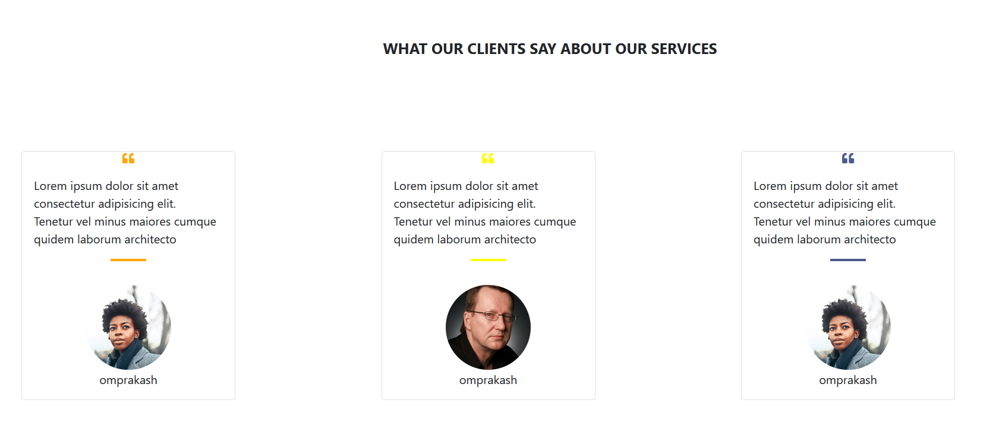 WHAT OUR CLIENTS SAY ABOUT OUR SERVICES
Lorem ipsum dolor sit amet
consectetur adipisicing elit.
Tenetur vel minus maiores cumque
quidem laborum architecto
omprakash
Lorem ipsum dolor sit amet
consectetur adipisicing elit.
Tenetur vel minus maiores cumque
quidem laborum architecto
omprakash
Lorem ipsum dolor sit amet
consectetur adipisicing elit.
Tenetur vel minus maiores cumque
quidem laborum architecto
omprakash